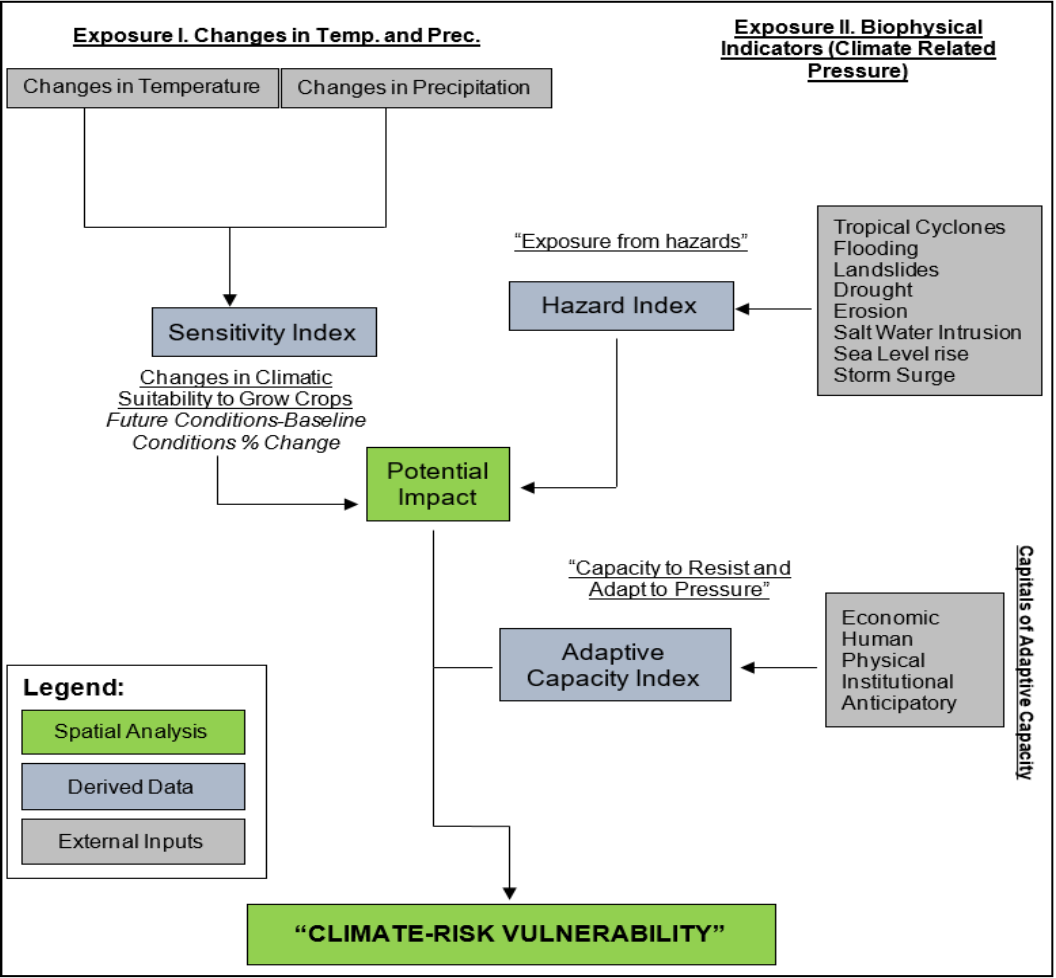 Exposure I. Changes in Temp. and Prec.
Exposure II. Biophysical
Indicators (Climate Related
Pressure)
Changes in Temperature
Changes in Precipitation
Tropical Cyclones
Flooding
Landslides
Drought
Erosion
Salt Water Intrusion
Sea Level rise
Storm Surge
“Exposure from hazards”
Hazard Index
Sensitivity Index
Changes in Climatic
Suitability to Grow Crops
Future Conditions-Baseline
Conditions % Change
Potential
Impact
“Capacity to Resist and
Adapt to Pressure”
Adaptive
Capacity Index
Economic
Human
Physical
Institutional
Anticipatory
Capitals of Adaptive Capacity
Legend:
Spatial Analysis
Derived Data
External Inputs
“CLIMATE-RISK VULNERABILITY”